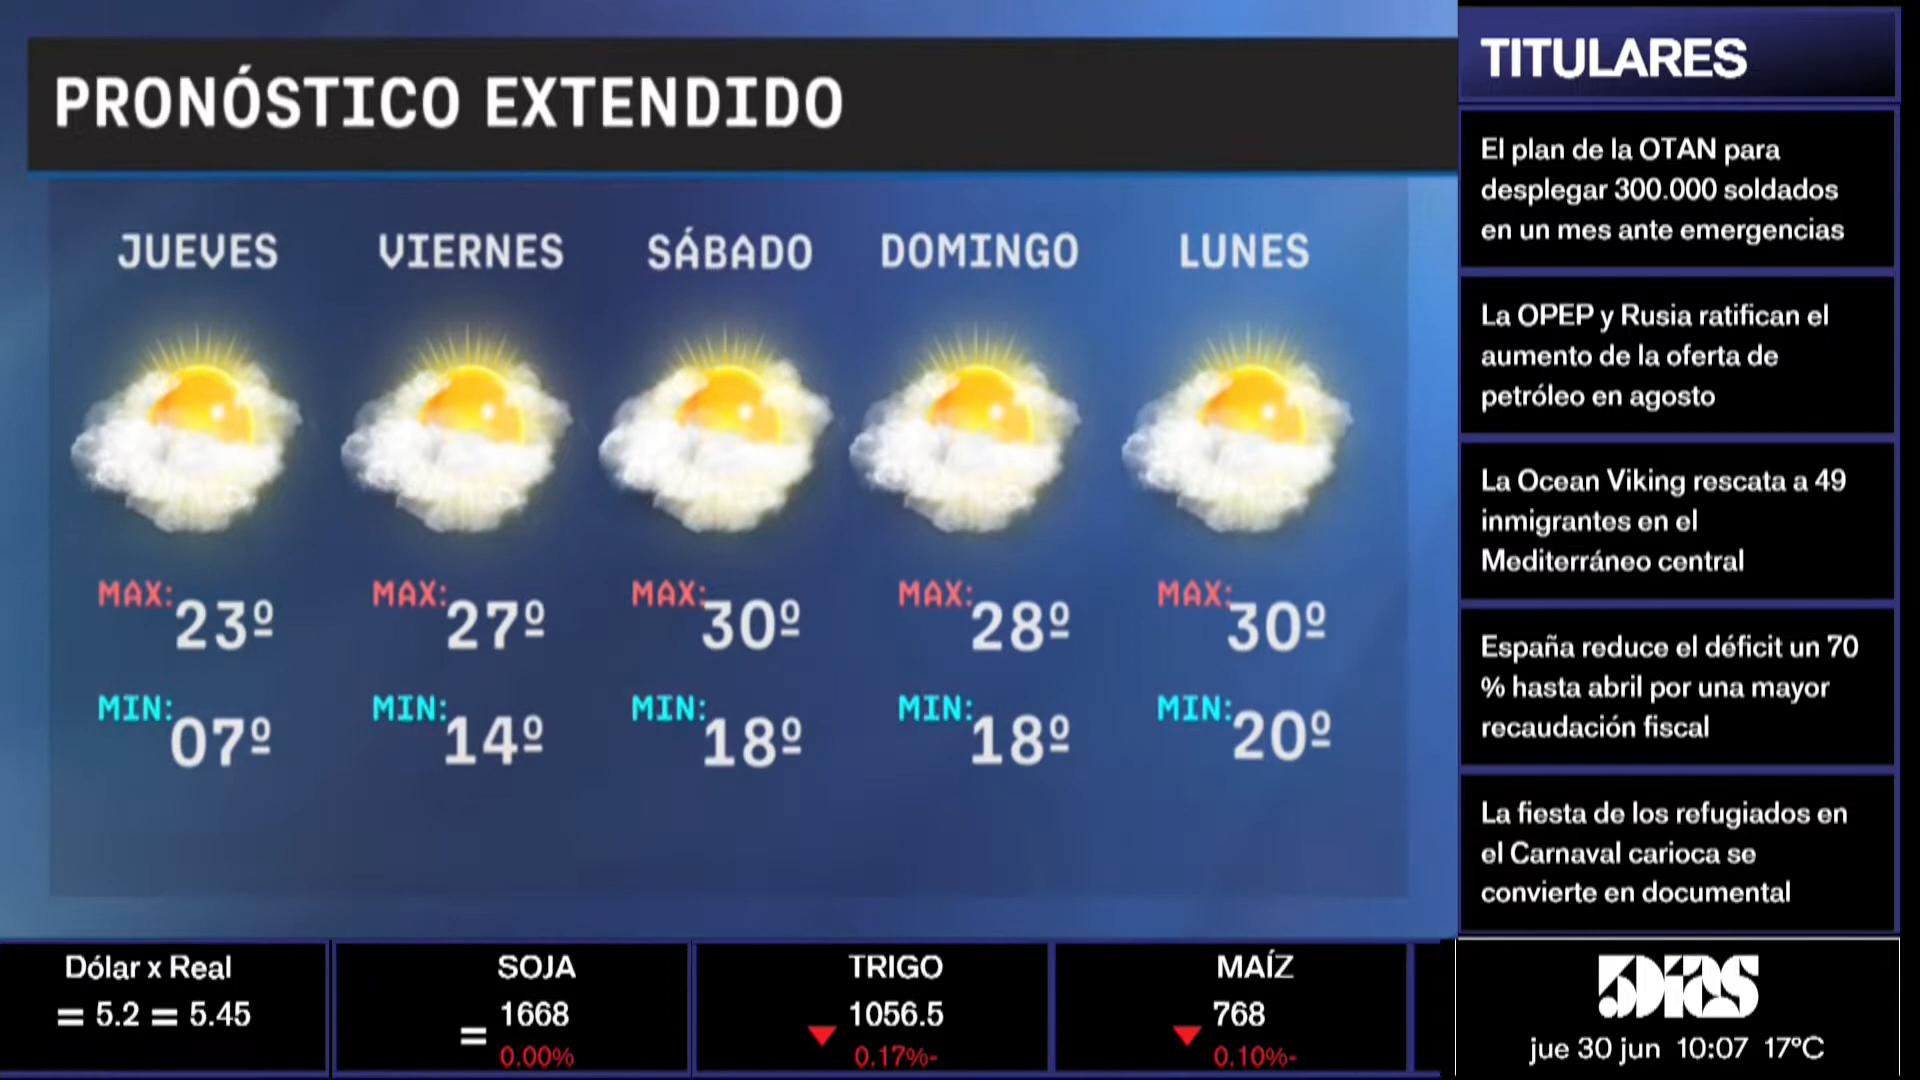 PRONÓSTICO EXTENDIDO
JUEVES VIERNES SÁBADO DOMINGO LUNES
MAX: 23º MAX: 27º MAX: 30º MAX: 28º MAX: 30º
MIN: 07º MIN: 14º MIN: 18º MIN: 18º MIN: 20º
TITULARES
El plan de la OTAN para
desplegar 300.000 soldados
en un mes ante emergencias
La OPEP y Rusia ratifican el
aumento de la oferta de
petróleo en agosto
La Ocean Viking rescata a 49
inmigrantes en el
Mediterráneo central
España reduce el déficit un 70
% hasta abril por una mayor
recaudación fiscal
La fiesta de los refugiados en
el Carnaval carioca se
convierte en documental
Dólar x Real
= 5.2 = 5.45
SOJA
1668
= 0.00%
TRIGO
1056.5
0.17%-
MAÍZ
768
0.10%-
5Días
jue 30 jun 10:07 17°C